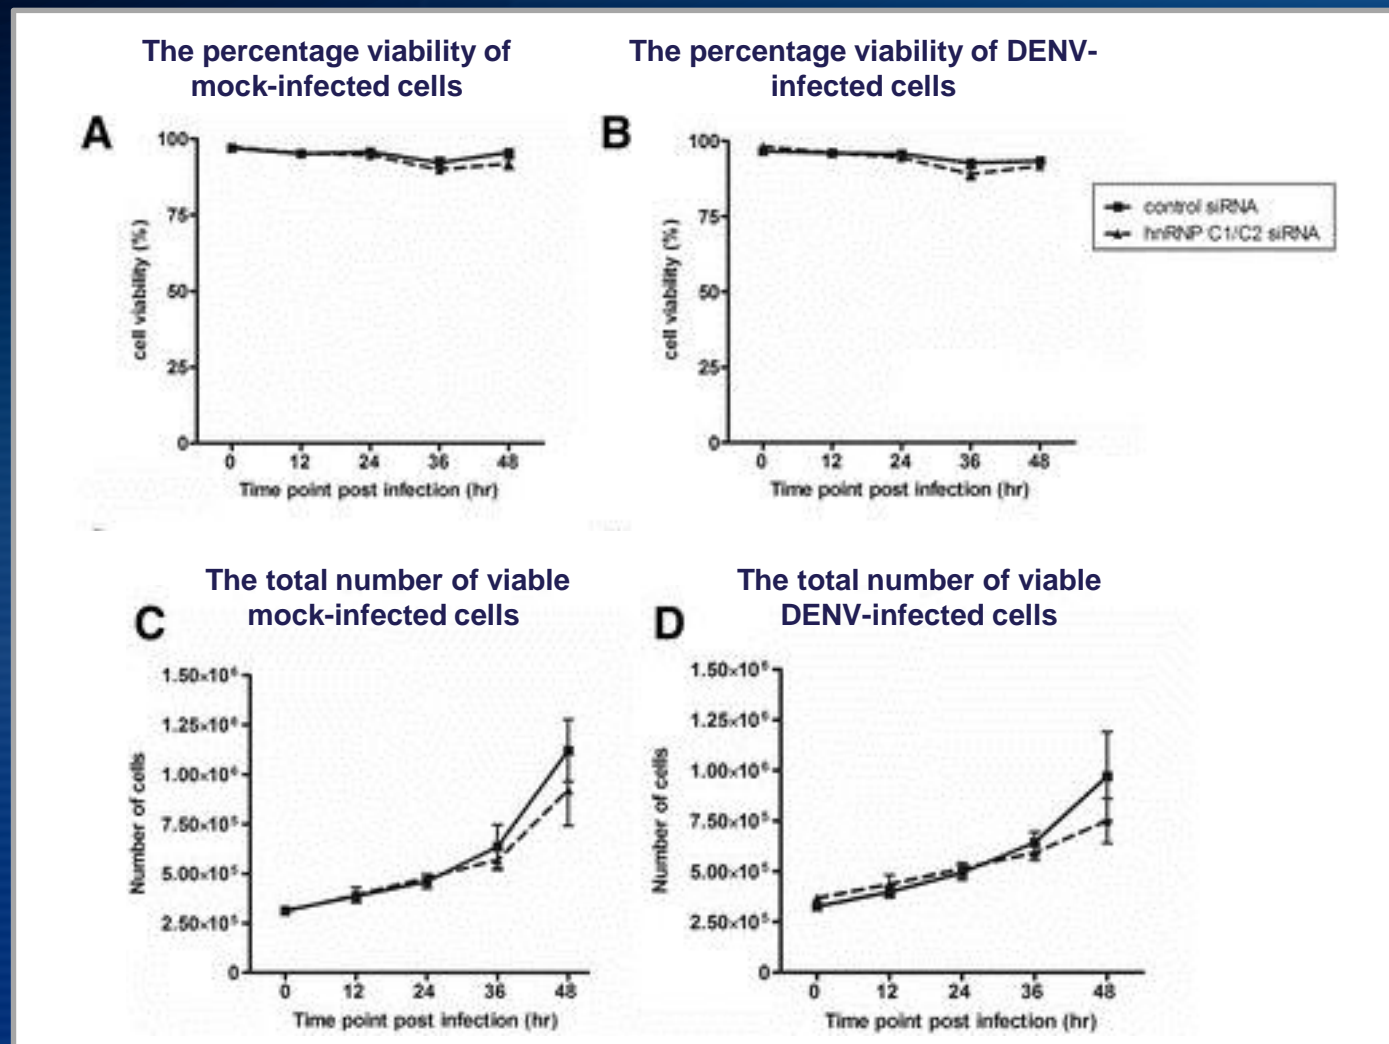 The percentage viability of
mock-infected cells
The percentage viability of DENV-
infected cells
A
100
75
50
25
0
cell viability (%)
0 12 24 36 48
Time point post infection (hr)
B
100
75
50
25
0
cell viability (%)
0 12 24 36 48
Time point post infection (hr)
control siRNA
hnRNP C1/C2 siRNA
The total number of viable
mock-infected cells
The total number of viable
DENV-infected cells
C
1.50×10⁶
1.25×10⁶
1.00×10⁶
7.50×10⁵
5.00×10⁵
2.50×10⁵
0
Number of cells
0 12 24 36 48
Time point post infection (hr)
D
1.50×10⁶
1.25×10⁶
1.00×10⁶
7.50×10⁵
5.00×10⁵
2.50×10⁵
0
Number of cells
0 12 24 36 48
Time point post infection (hr)